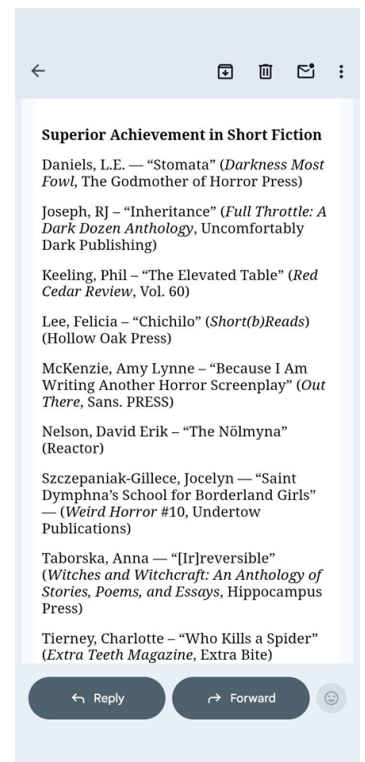 Superior Achievement in Short Fiction
Daniels, L.E. — “Stomata” (Darkness Most
Fowl, The Godmother of Horror Press)
Joseph, RJ – “Inheritance” (Full Throttle: A
Dark Dozen Anthology, Uncomfortably
Dark Publishing)
Keeling, Phil – “The Elevated Table” (Red
Cedar Review, Vol. 60)
Lee, Felicia – “Chichilo” (Short(b)Reads)
(Hollow Oak Press)
McKenzie, Amy Lynne – “Because I Am
Writing Another Horror Screenplay” (Out
There, Sans. PRESS)
Nelson, David Erik – “The Nölmyna”
(Reactor)
Szczepaniak-Gillece, Jocelyn — “Saint
Dymphna’s School for Borderland Girls”
— (Weird Horror #10, Undertow
Publications)
Taborska, Anna — “[Ir]reversible”
(Witches and Witchcraft: An Anthology of
Stories, Poems, and Essays, Hippocampus
Press)
Tierney, Charlotte – “Who Kills a Spider”
(Extra Teeth Magazine, Extra Bite)
Reply
Forward